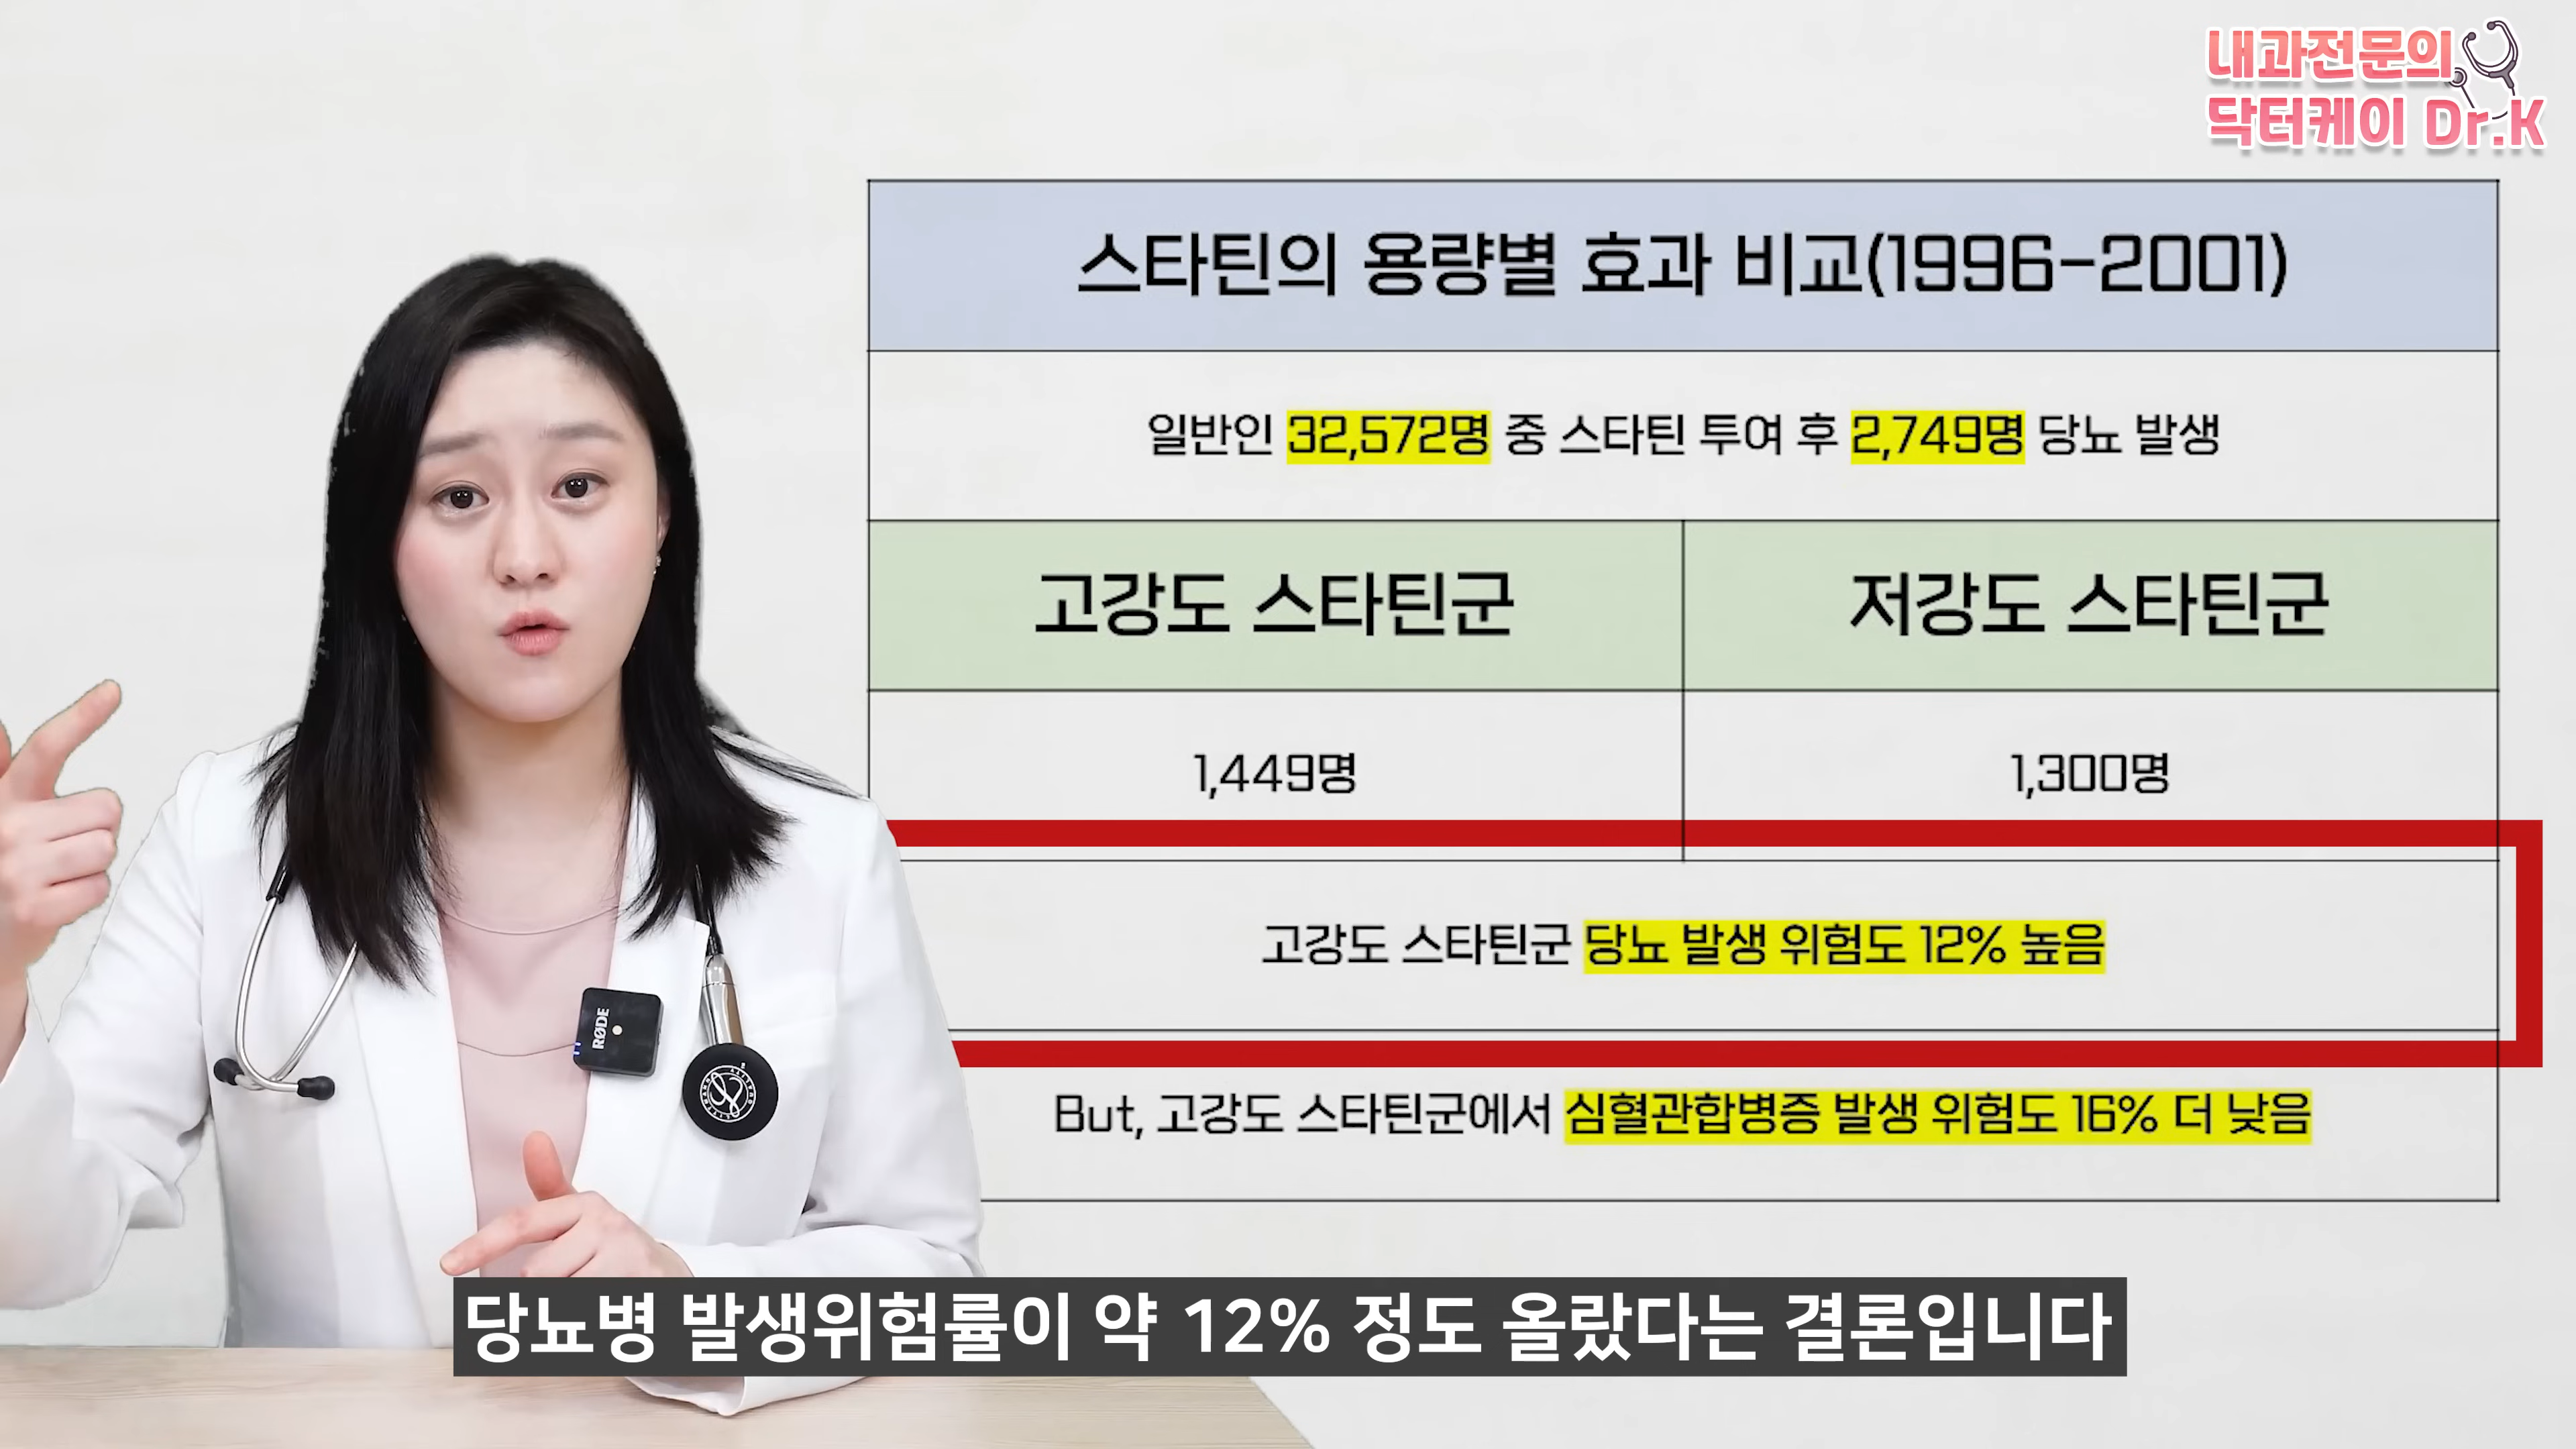 내과전문의
닥터케이 Dr.K
스타틴의 용량별 효과 비교(1996-2001)
일반인 32,572명 중 스타틴 투여 후 2,749명 당뇨 발생
고강도 스타틴군
저강도 스타틴군
1,449명
1,300명
고강도 스타틴군 당뇨 발생 위험도 12% 높음
But, 고강도 스타틴군에서 심혈관합병증 발생 위험도 16% 더 낮음
RØDE
당뇨병 발생위험률이 약 12% 정도 올랐다는 결론입니다